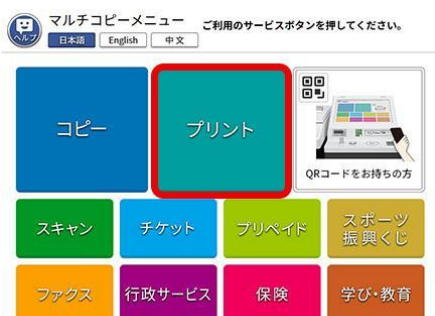 ヘルプ
マルチコピーメニュー
ご利用のサービスボタンを押してください。
日本語
English
中文
コピー
プリント
QRコードをお持ちの方
スキャン
チケット
プリペイド
スポーツ
振興くじ
ファクス
行政サービス
保険
学び・教育